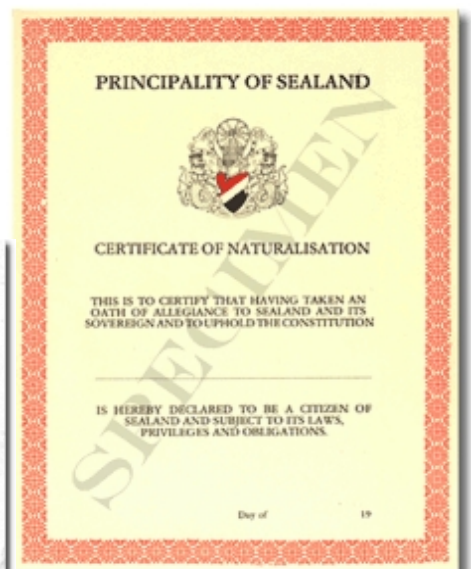 PRINCIPALITY OF SEALAND
CERTIFICATE OF NATURALISATION
THIS IS TO CERTIFY THAT HAVING TAKEN AN
OATH OF ALLEGIANCE TO SEALAND AND ITS
SOVEREIGN AND TO UPHOLD THE CONSTITUTION
IS HEREBY DECLARED TO BE A CITIZEN OF
SEALAND AND SUBJECT TO ITS LAWS,
PRIVILEGES AND OBLIGATIONS.
Day of 19
SPECIMEN